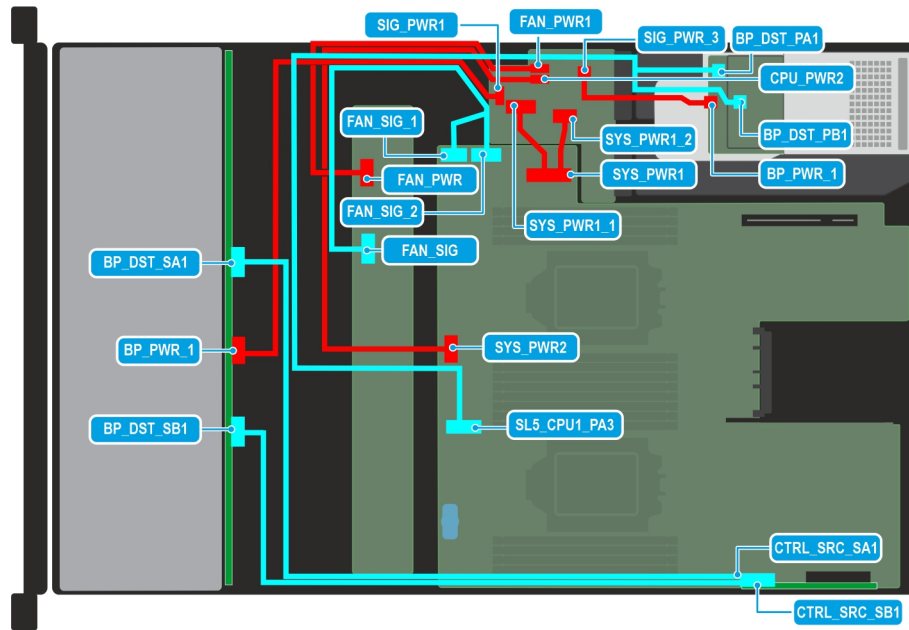 SIG_PWR1
FAN_PWR1
SIG_PWR_3
BP_DST_PA1
CPU_PWR2
FAN_SIG_1
SYS_PWR1_2
BP_DST_PB1
FAN_PWR
SYS_PWR1
BP_PWR_1
FAN_SIG_2
SYS_PWR1_1
FAN_SIG
BP_DST_SA1
BP_PWR_1
SYS_PWR2
BP_DST_SB1
SL5_CPU1_PA3
CTRL_SRC_SA1
CTRL_SRC_SB1